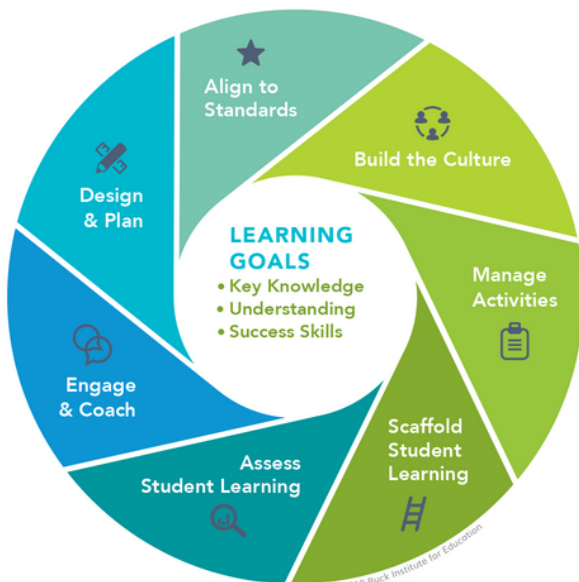 Align to
Standards
Build the Culture
Design
& Plan
LEARNING
GOALS
• Key Knowledge
• Understanding
• Success Skills
Manage
Activities
Engage
& Coach
Scaffold
Student
Learning
Assess
Student Learning
Buck Institute for Education